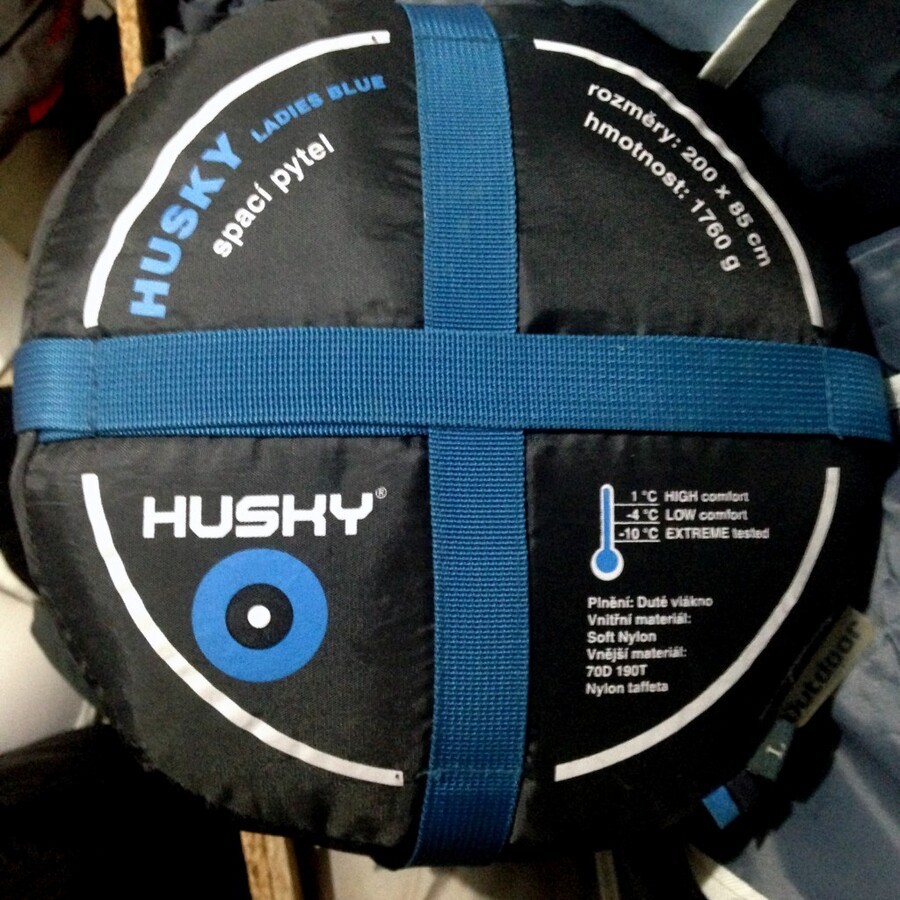 HUSKY LADIES BLUE
spací pytel
rozměry: 200 x 85 cm
hmotnost: 1760 g
HUSKY®
1 °C HIGH comfort
-4 °C LOW comfort
-10 °C EXTREME tested
Plnění: Duté vlákno
Vnitřní materiál:
Soft Nylon
Vnější materiál:
70D 190T
Nylon taffeta
outdoor
L